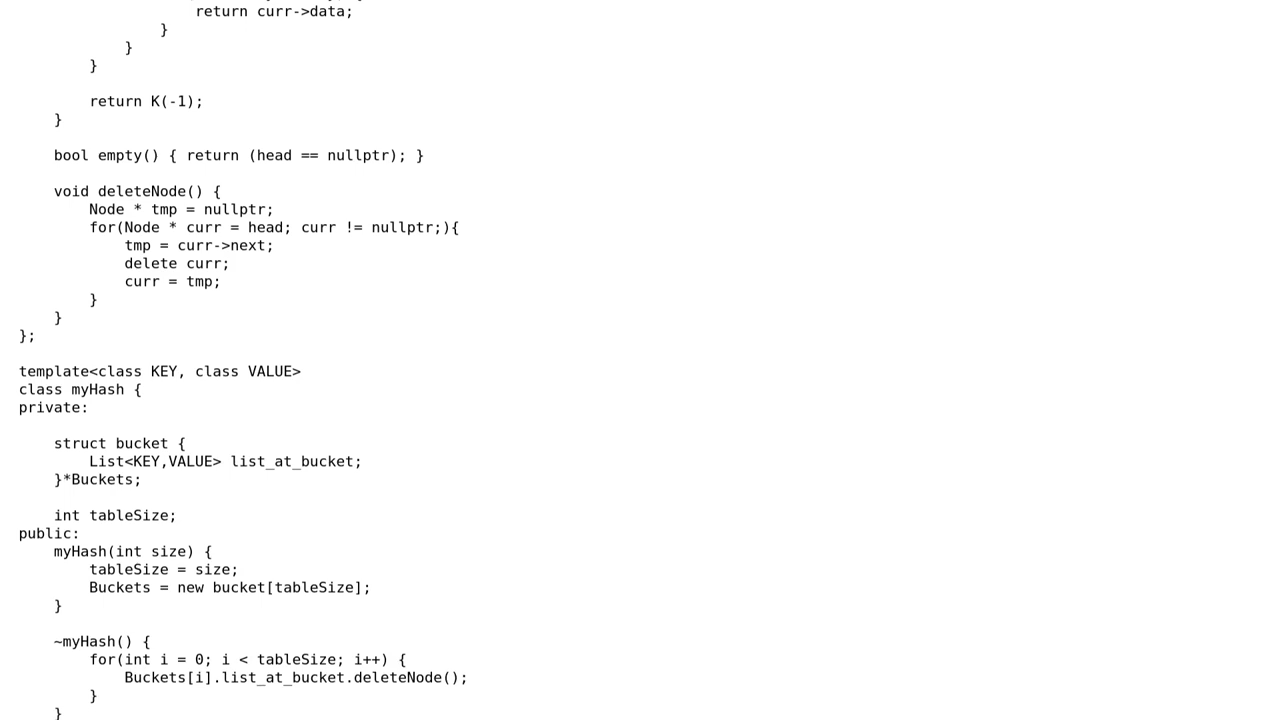 return curr->data;
}
}
}
return K(-1);
}
bool empty() { return (head == nullptr); }
void deleteNode() {
Node * tmp = nullptr;
for(Node * curr = head; curr != nullptr;){
tmp = curr->next;
delete curr;
curr = tmp;
}
}
};
template<class KEY, class VALUE>
class myHash {
private:
struct bucket {
List<KEY,VALUE> list_at_bucket;
}*Buckets;
int tableSize;
public:
myHash(int size) {
tableSize = size;
Buckets = new bucket[tableSize];
}
~myHash() {
for(int i = 0; i < tableSize; i++) {
Buckets[i].list_at_bucket.deleteNode();
}
}